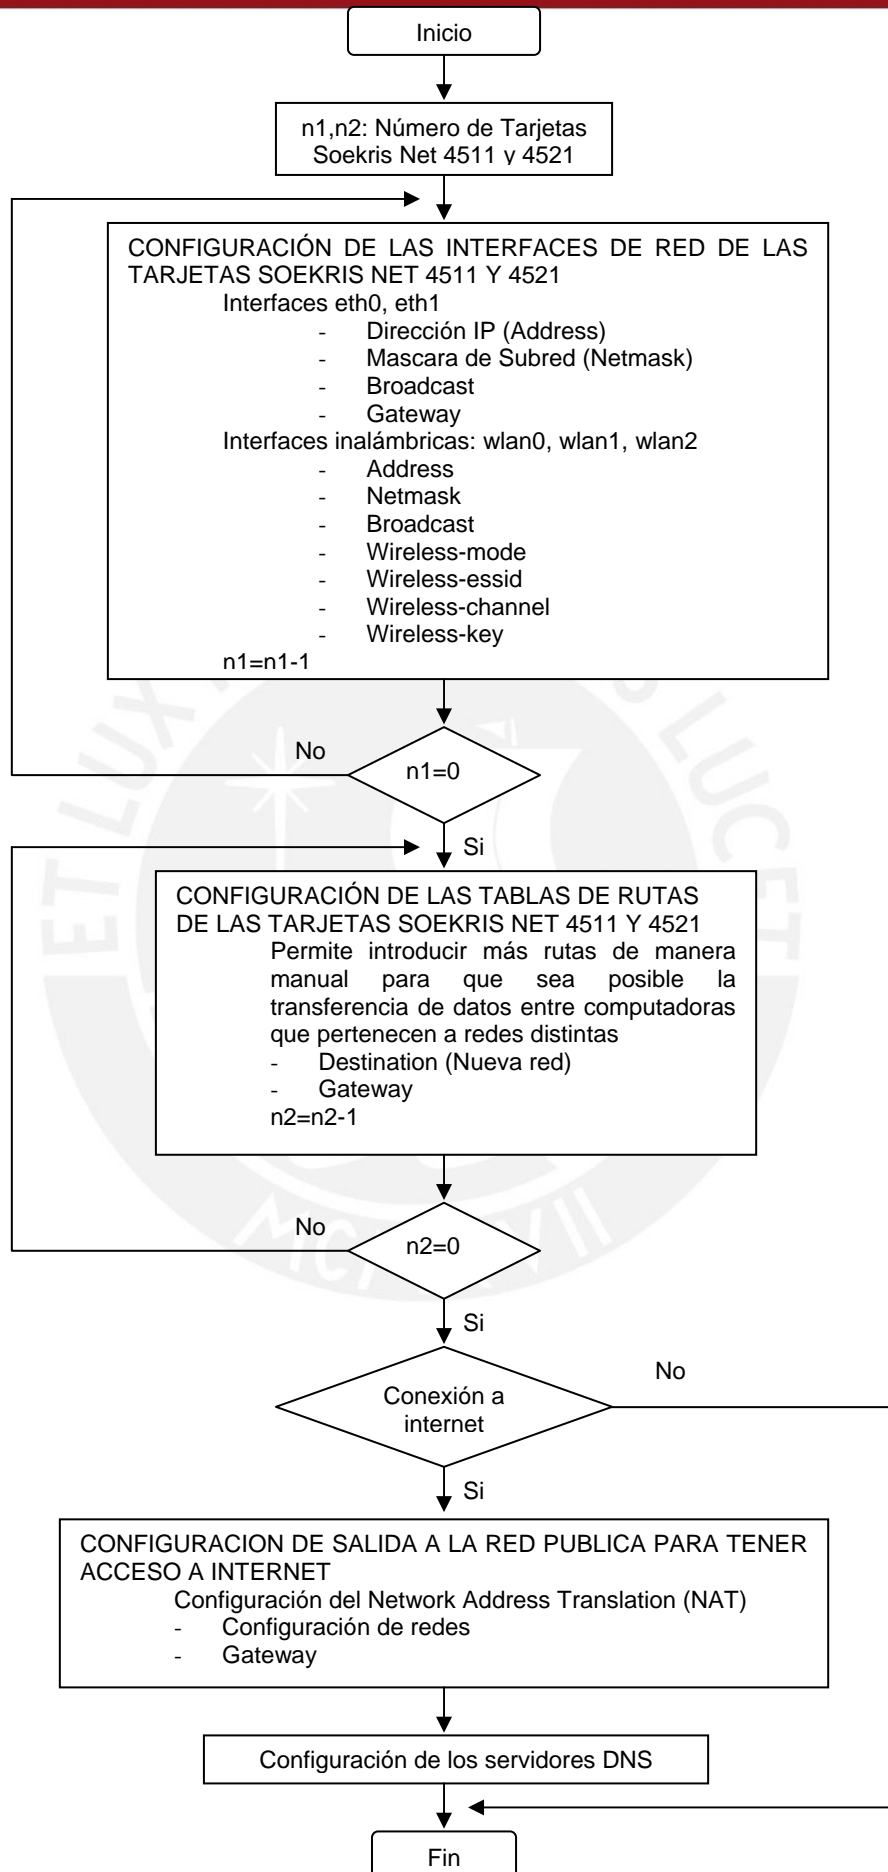 Inicio
n1,n2: Número de Tarjetas
Soekris Net 4511 y 4521
CONFIGURACIÓN DE LAS INTERFACES DE RED DE LAS
TARJETAS SOEKRIS NET 4511 Y 4521
Interfaces eth0, eth1
- Dirección IP (Address)
- Mascara de Subred (Netmask)
- Broadcast
- Gateway
Interfaces inalámbricas: wlan0, wlan1, wlan2
- Address
- Netmask
- Broadcast
- Wireless-mode
- Wireless-essid
- Wireless-channel
- Wireless-key
n1=n1-1
No
n1=0
Si
CONFIGURACIÓN DE LAS TABLAS DE RUTAS
DE LAS TARJETAS SOEKRIS NET 4511 Y 4521
Permite introducir más rutas de manera
manual para que sea posible la
transferencia de datos entre computadoras
que pertenecen a redes distintas
- Destination (Nueva red)
- Gateway
n2=n2-1
No
n2=0
Si
No
Conexión a
internet
Si
CONFIGURACION DE SALIDA A LA RED PUBLICA PARA TENER
ACCESO A INTERNET
Configuración del Network Address Translation (NAT)
- Configuración de redes
- Gateway
Configuración de los servidores DNS
Fin
ET LUX
LUCET